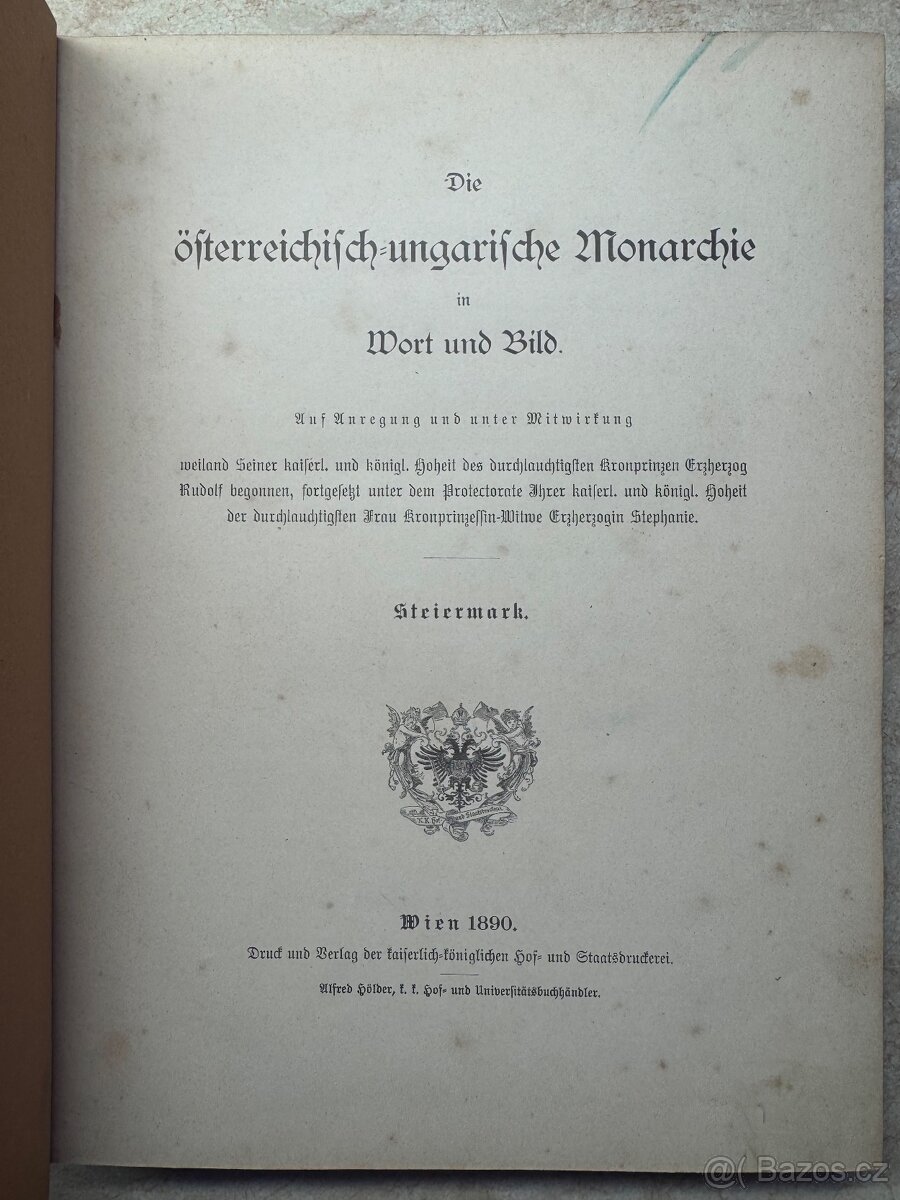 Die
öſterreichiſch-ungariſche Monarchie
in
Wort und Bild.
Auf Anregung und unter Mitwirkung
weiland Seiner kaiſerl. und königl. Hoheit des durchlauchtigſten Kronprinzen Erzherzog
Rudolf begonnen, fortgeſetzt unter dem Protectorate Ihrer kaiſerl. und königl. Hoheit
der durchlauchtigſten Frau Kronprinzeſſin-Witwe Erzherzogin Stephanie.
Steiermark.
K.K. Hof und Staatsdruckerei
Wien 1890.
Druck und Verlag der kaiſerlich-königlichen Hof- und Staatsdruckerei.
Alfred Hölder, k. k. Hof- und Univerſitätsbuchhändler.
@( Bazos.cz